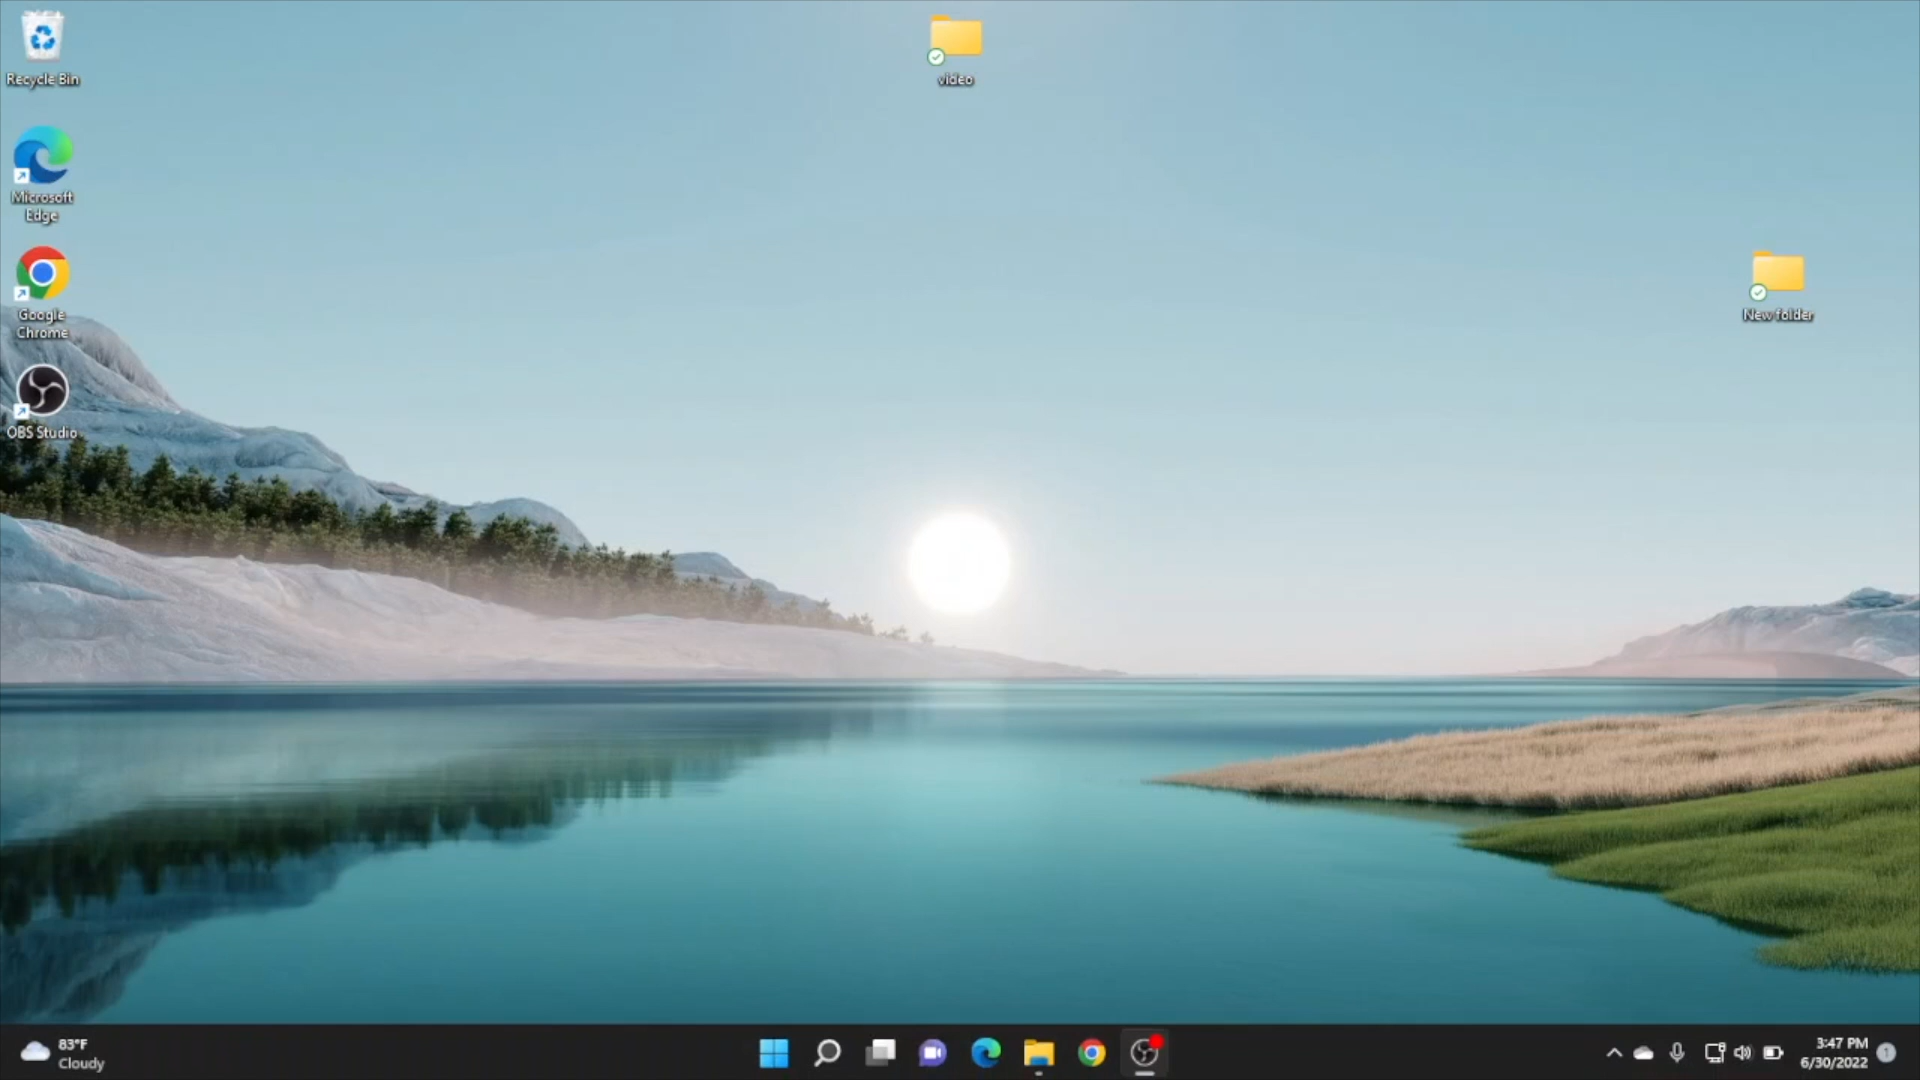 Recycle Bin
video
Microsoft
Edge
Google
Chrome
New folder
OBS Studio
83°F
Cloudy
3:47 PM
6/30/2022
1